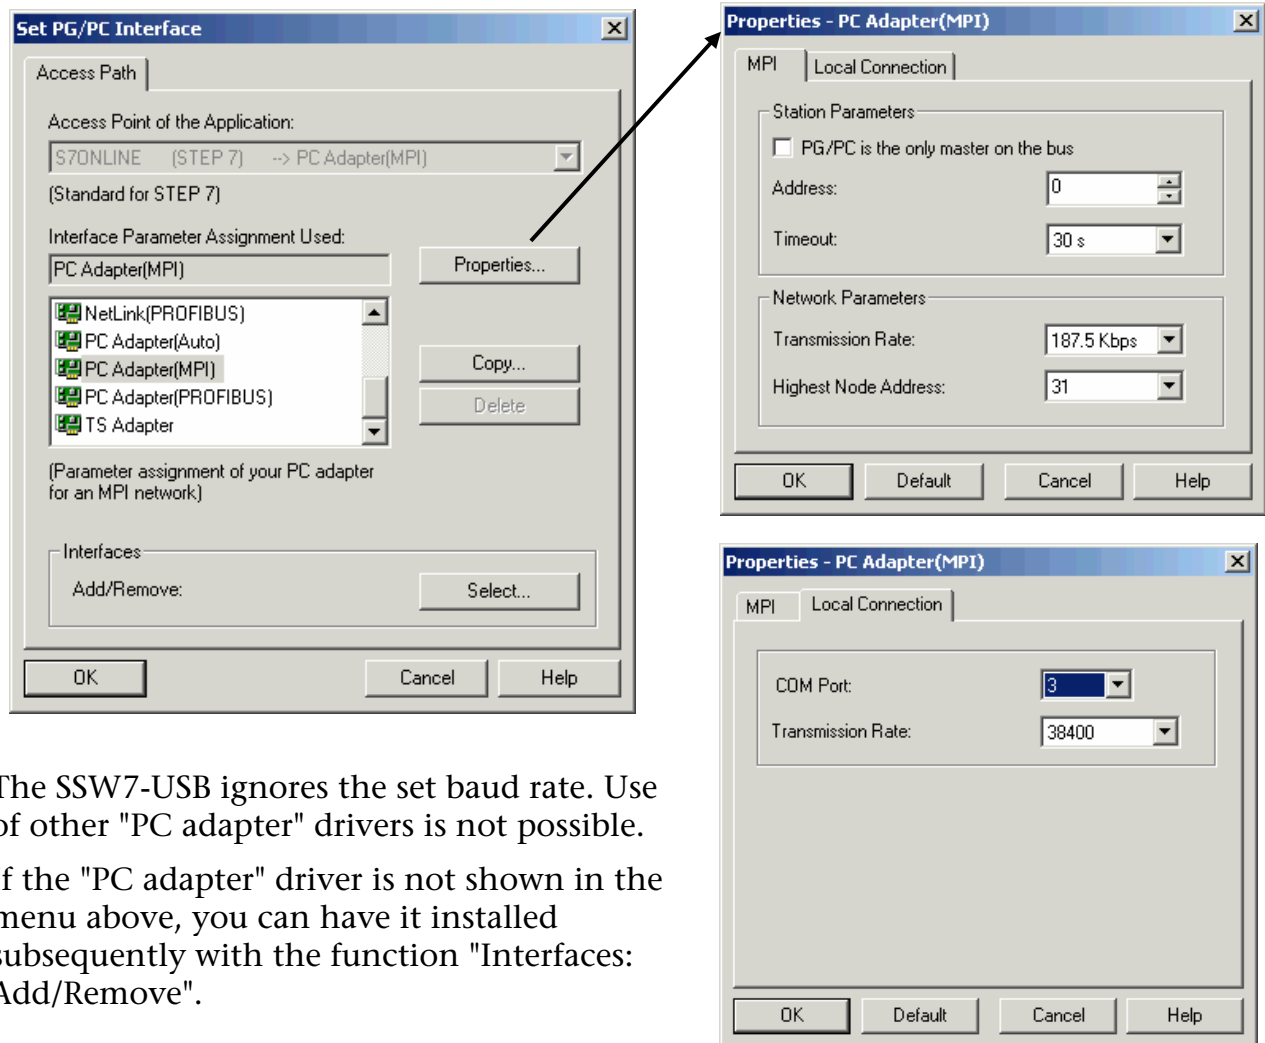 Set PG/PC Interface
Access Path
Access Point of the Application:
S7ONLINE (STEP 7) --> PC Adapter(MPI)
(Standard for STEP 7)
Interface Parameter Assignment Used:
PC Adapter(MPI)
Properties...
NetLink(PROFIBUS)
PC Adapter(Auto)
PC Adapter(MPI)
PC Adapter(PROFIBUS)
TS Adapter
Copy...
Delete
(Parameter assignment of your PC adapter
for an MPI network)
Interfaces
Add/Remove:
Select...
OK
Cancel
Help
Properties - PC Adapter(MPI)
MPI
Local Connection
Station Parameters
PG/PC is the only master on the bus
Address:
0
Timeout:
30 s
Network Parameters
Transmission Rate:
187.5 Kbps
Highest Node Address:
31
OK
Default
Cancel
Help
Properties - PC Adapter(MPI)
MPI
Local Connection
COM Port:
3
Transmission Rate:
38400
OK
Default
Cancel
Help
The SSW7-USB ignores the set baud rate. Use
of other "PC adapter" drivers is not possible.
If the "PC adapter" driver is not shown in the
menu above, you can have it installed
subsequently with the function "Interfaces:
Add/Remove".